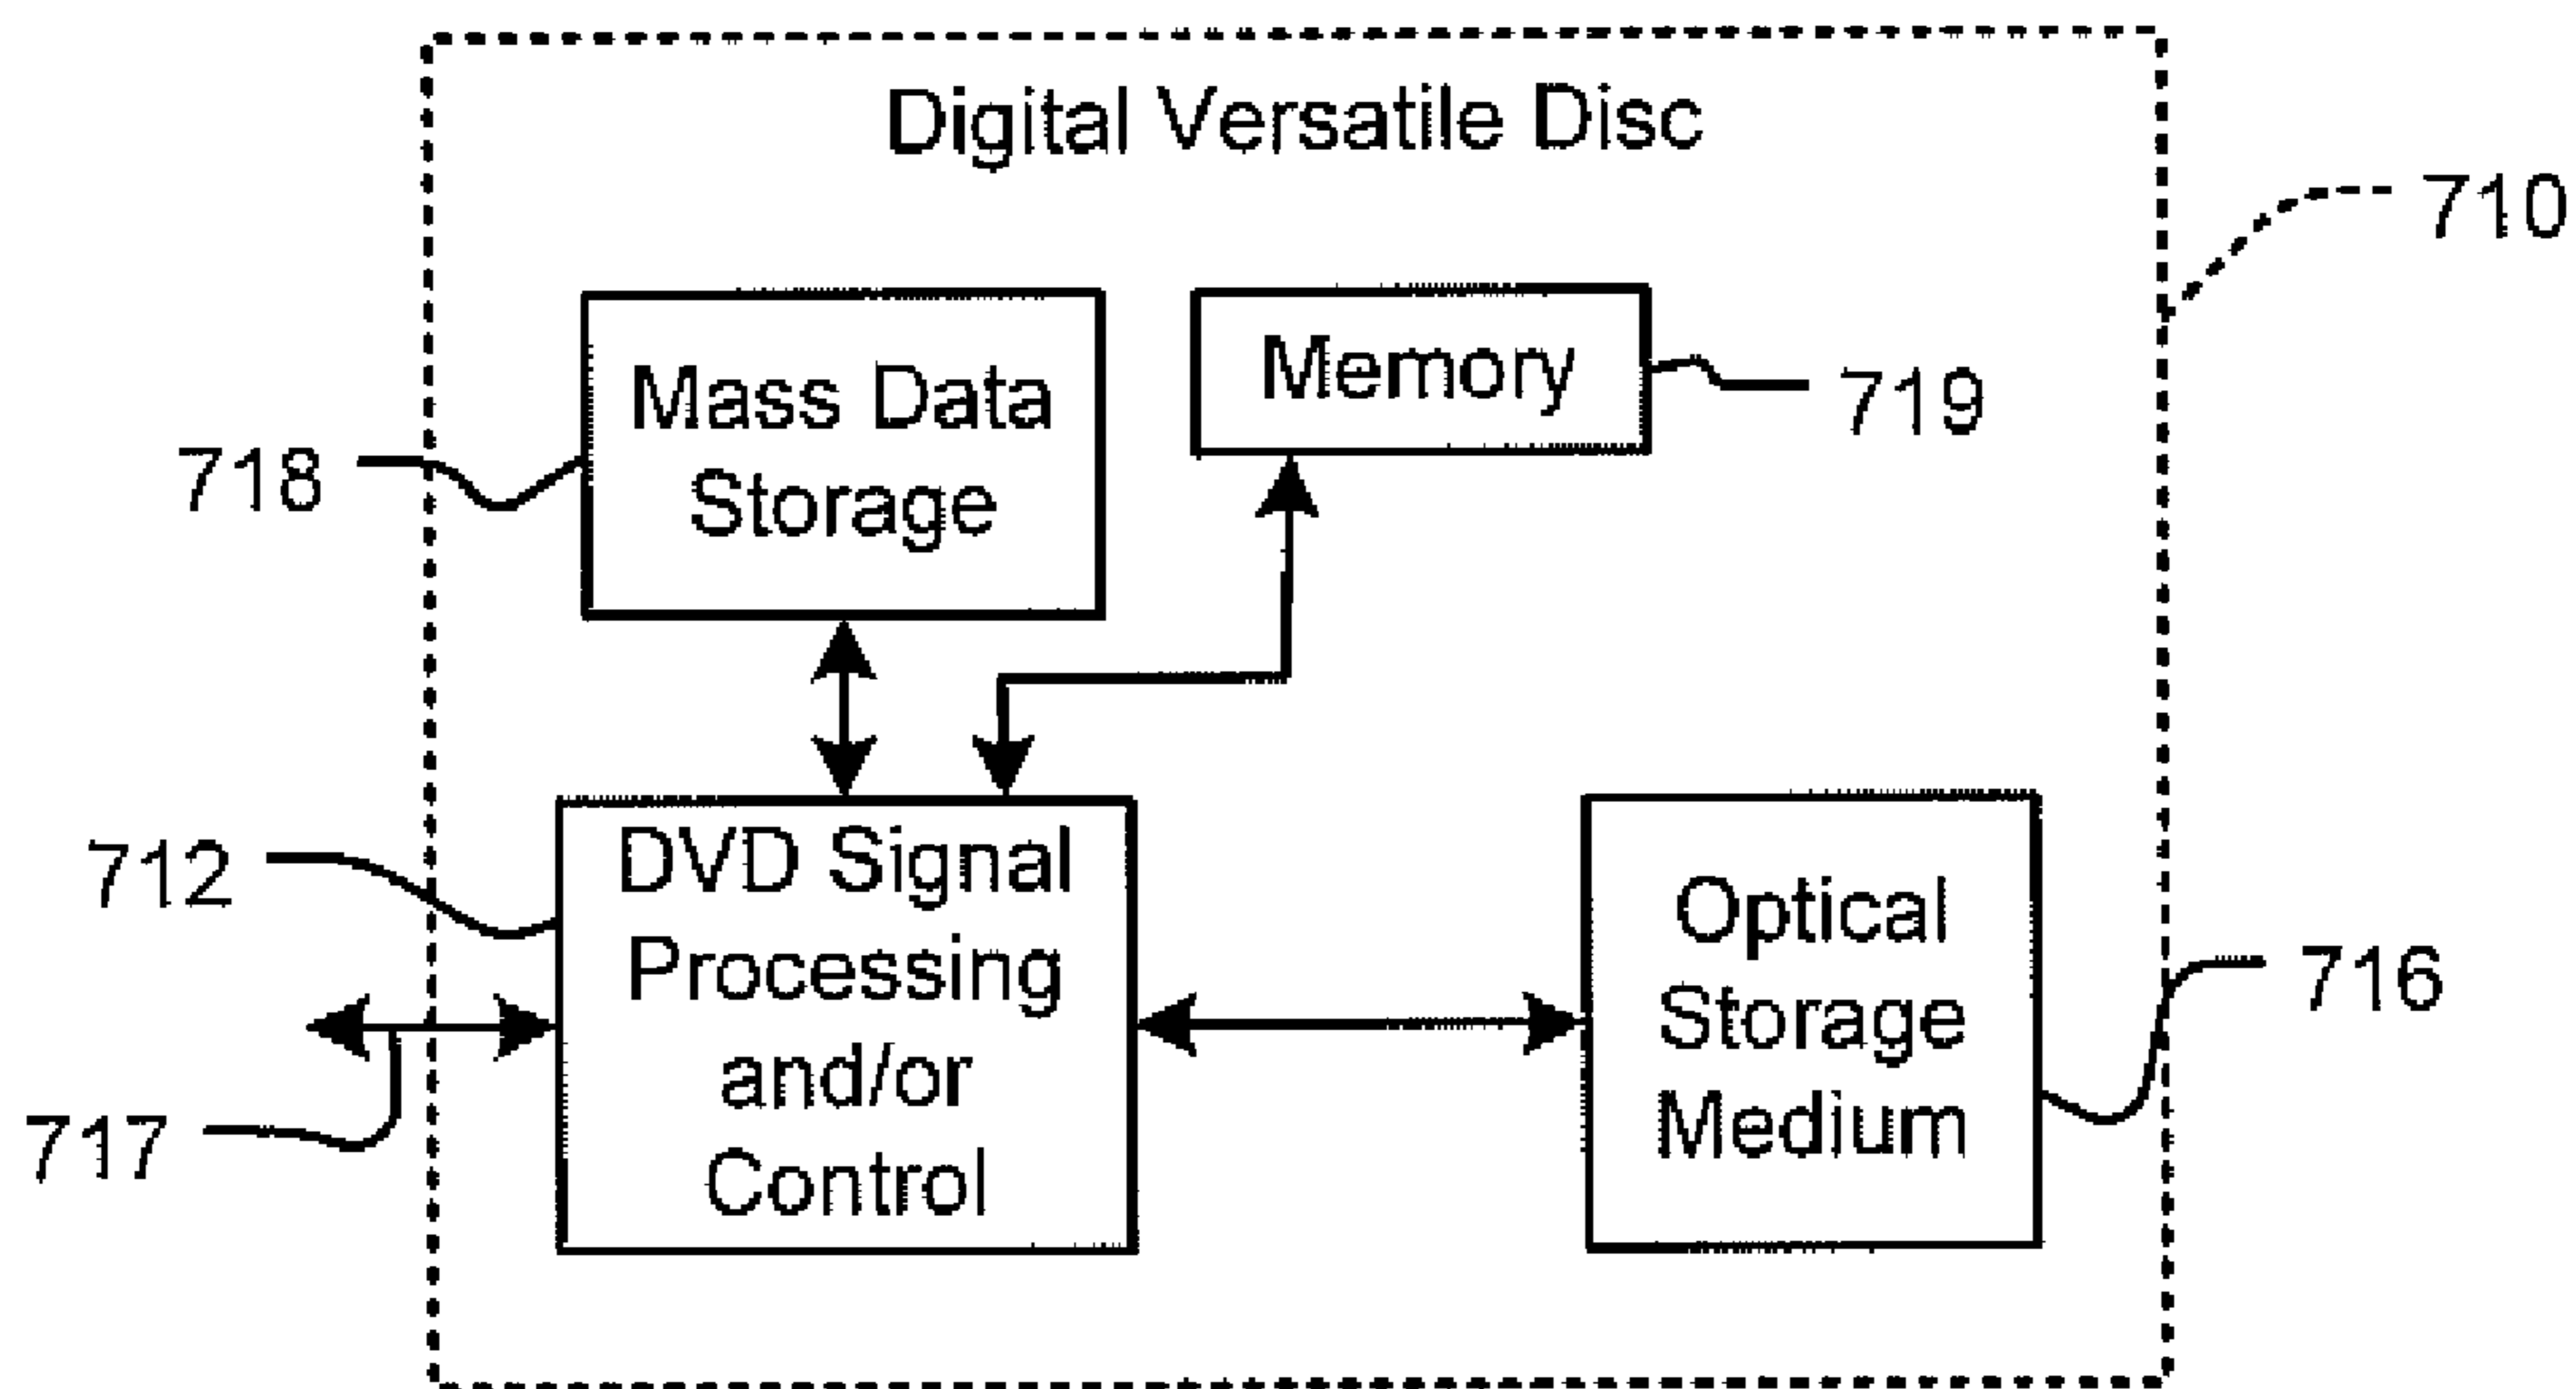 Digital Versatile Disc
710
Mass Data
Storage
Memory
719
718
DVD Signal
Processing
and/or
Control
712
Optical
Storage
Medium
716
717